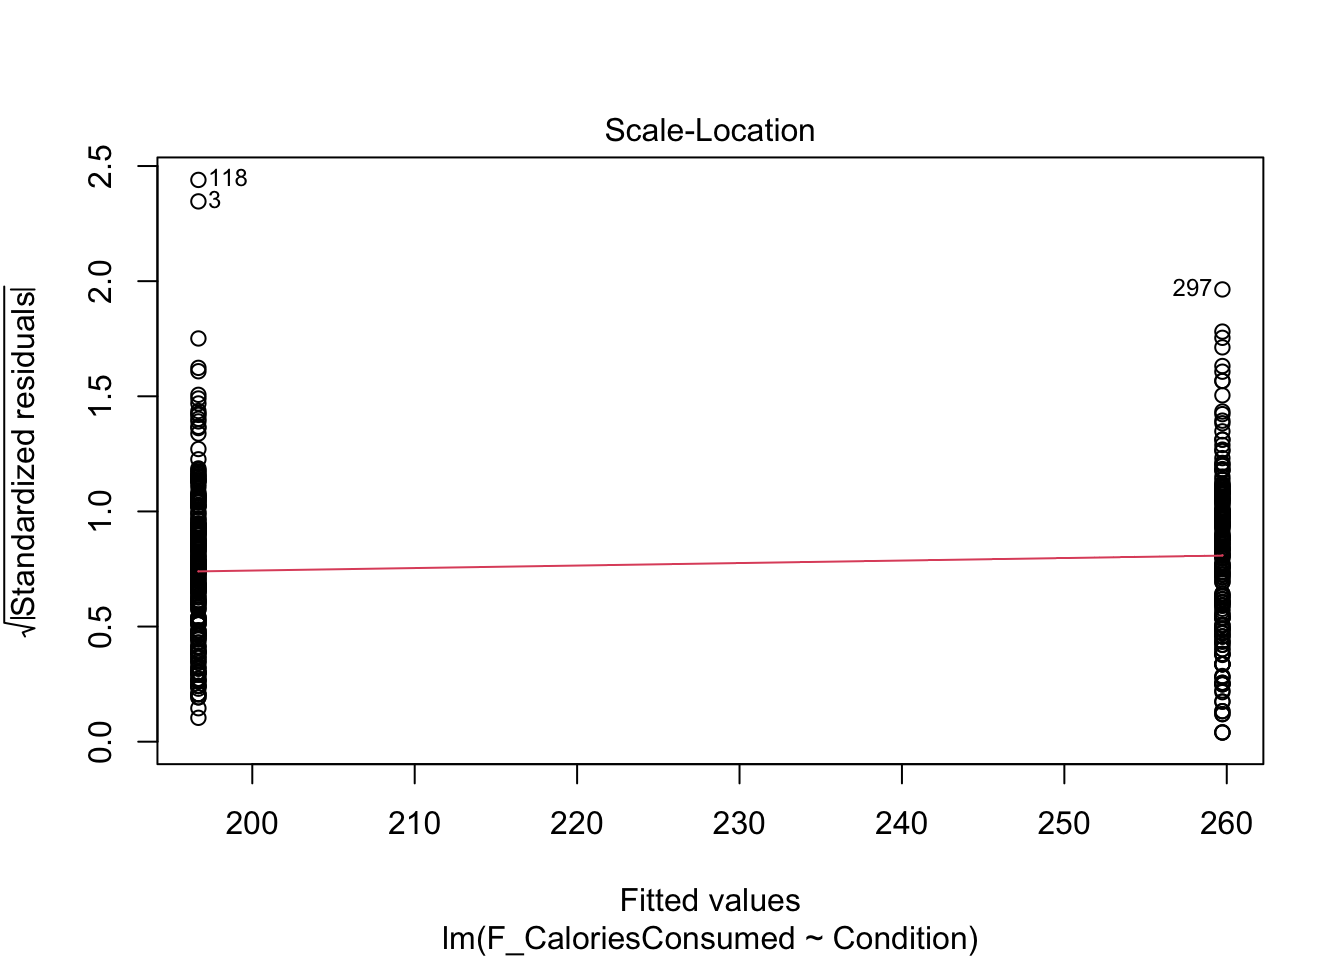 Scale-Location
√|Standardized residuals|
2.5
2.0
1.5
1.0
0.5
0.0
118
3
297
200 210 220 230 240 250 260
Fitted values
lm(F_CaloriesConsumed ~ Condition)